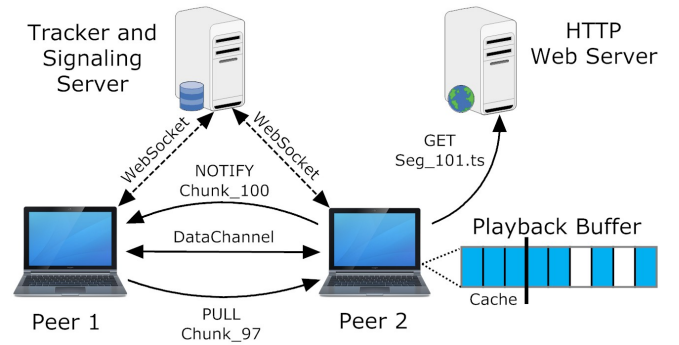 Tracker and
Signaling
Server
HTTP
Web Server
WebSocket
WebSocket
GET
Seg_101.ts
NOTIFY
Chunk_100
DataChannel
Playback Buffer
Cache
PULL
Chunk_97
Peer 1
Peer 2